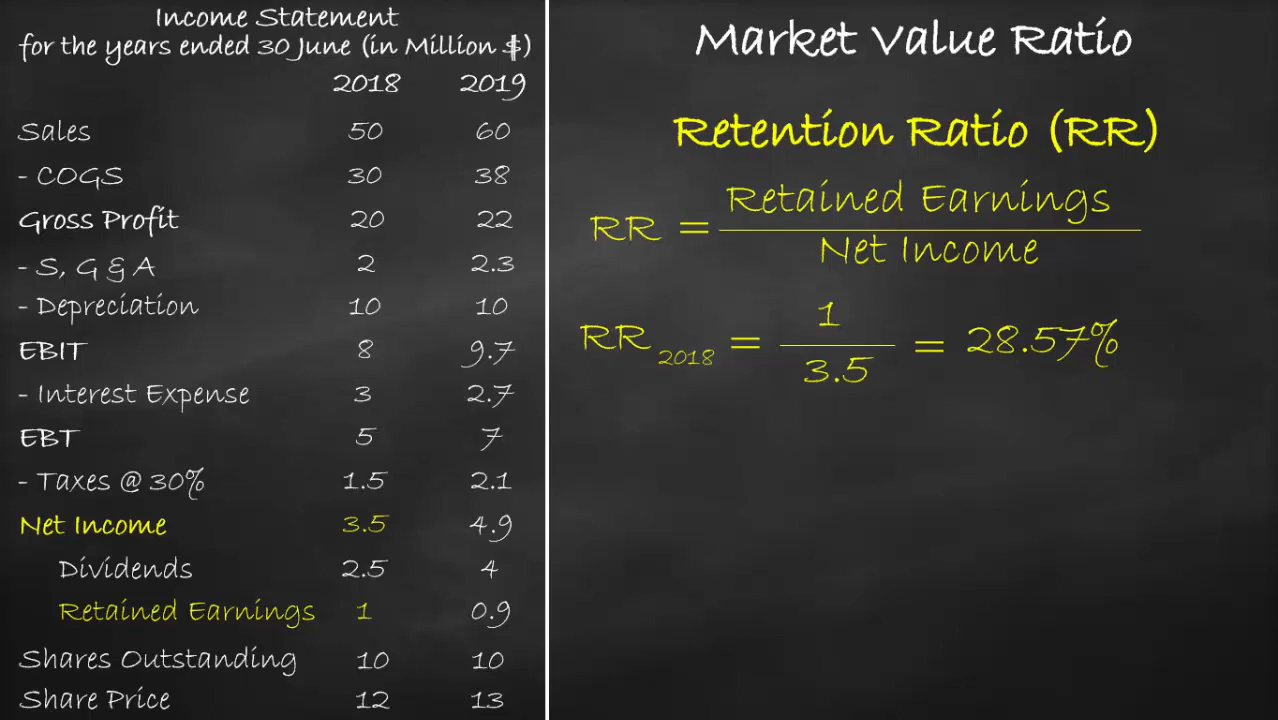 Income Statement
for the years ended 30 June (in Million $)
2018 2019
Sales 50 60
- COGS 30 38
Gross Profit 20 22
- S, G & A 2 2.3
- Depreciation 10 10
EBIT 8 9.7
- Interest Expense 3 2.7
EBT 5 7
- Taxes @ 30% 1.5 2.1
Net Income 3.5 4.9
Dividends 2.5 4
Retained Earnings 1 0.9
Shares Outstanding 10 10
Share Price 12 13
Market Value Ratio
Retention Ratio (RR)
RR = Retained Earnings
Net Income
RR 2018 = 1
3.5
= 28.57%